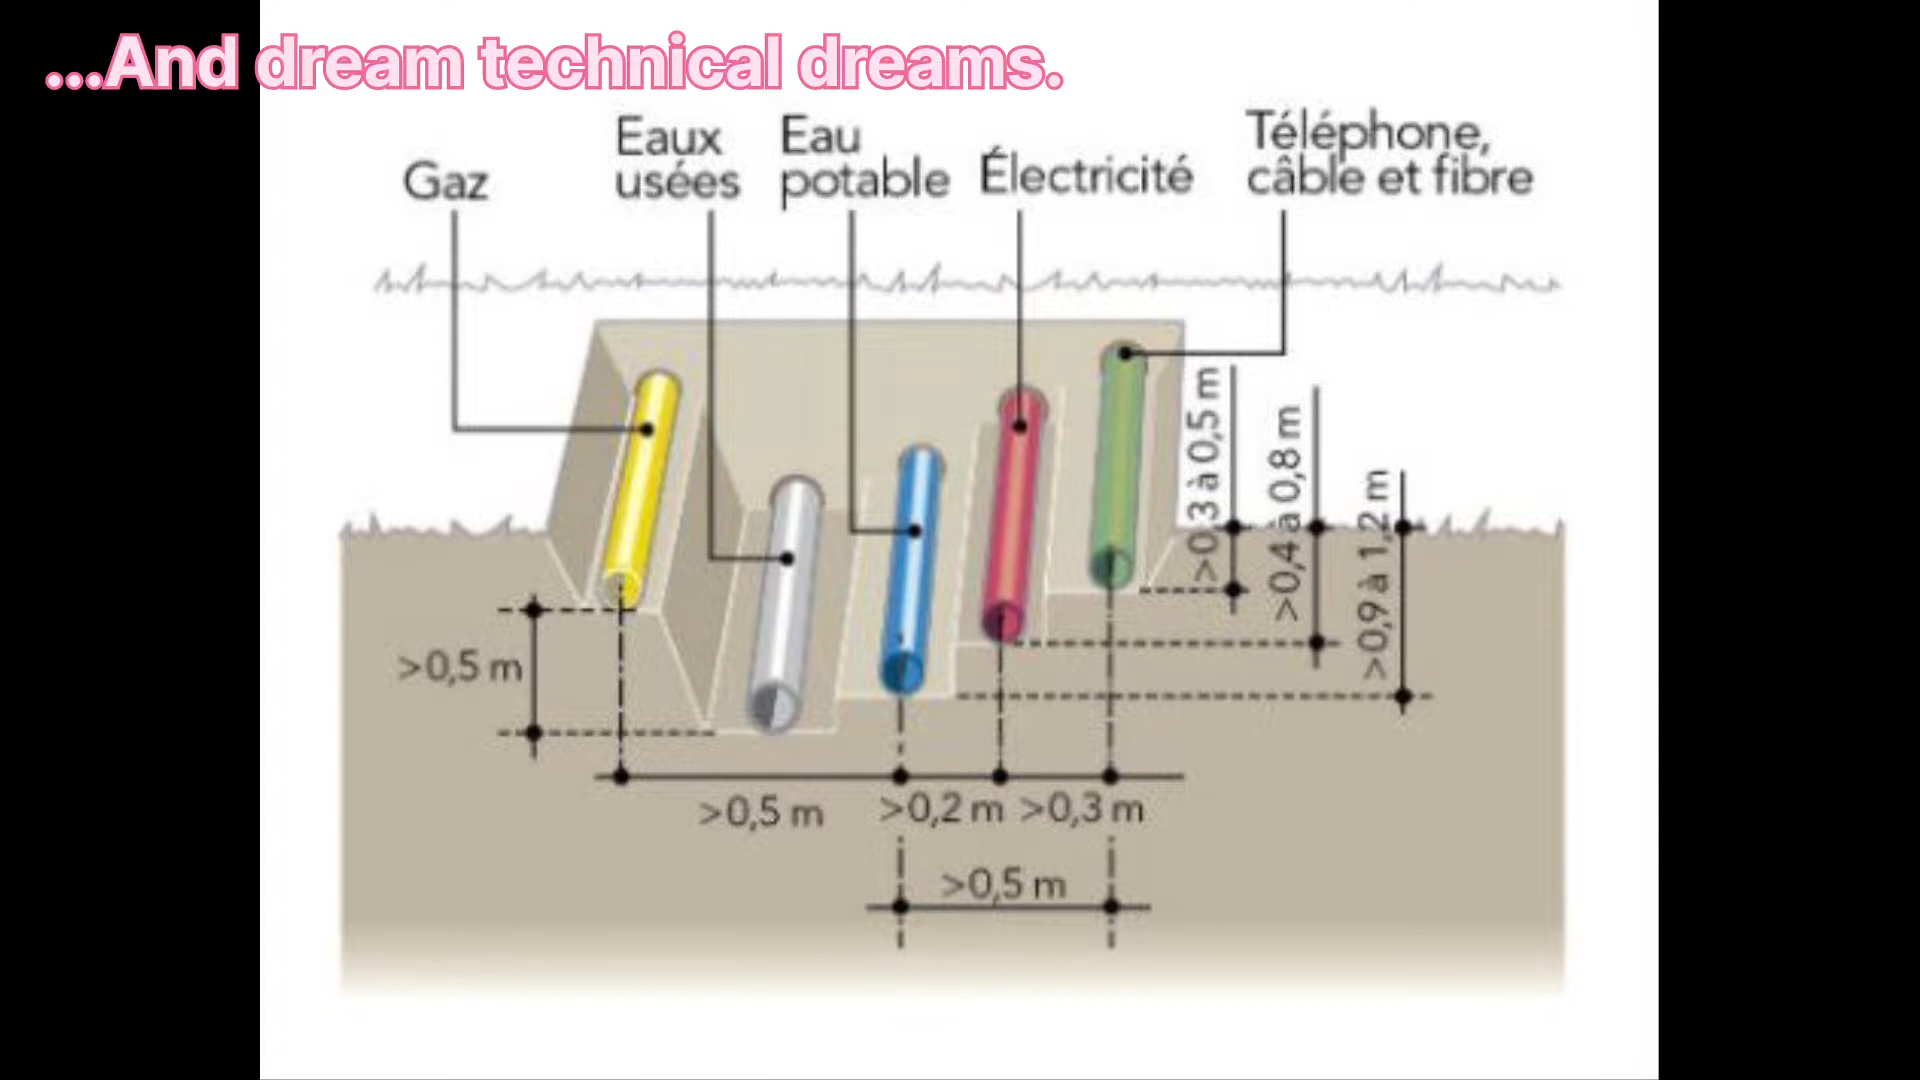 ...And dream technical dreams.
Gaz
Eaux
usées
Eau
potable
Électricité
Téléphone,
câble et fibre
>0,3 à 0,5 m
>0,4 à 0,8 m
>0,9 à 1,2 m
>0,5 m
>0,5 m
>0,2 m
>0,3 m
>0,5 m